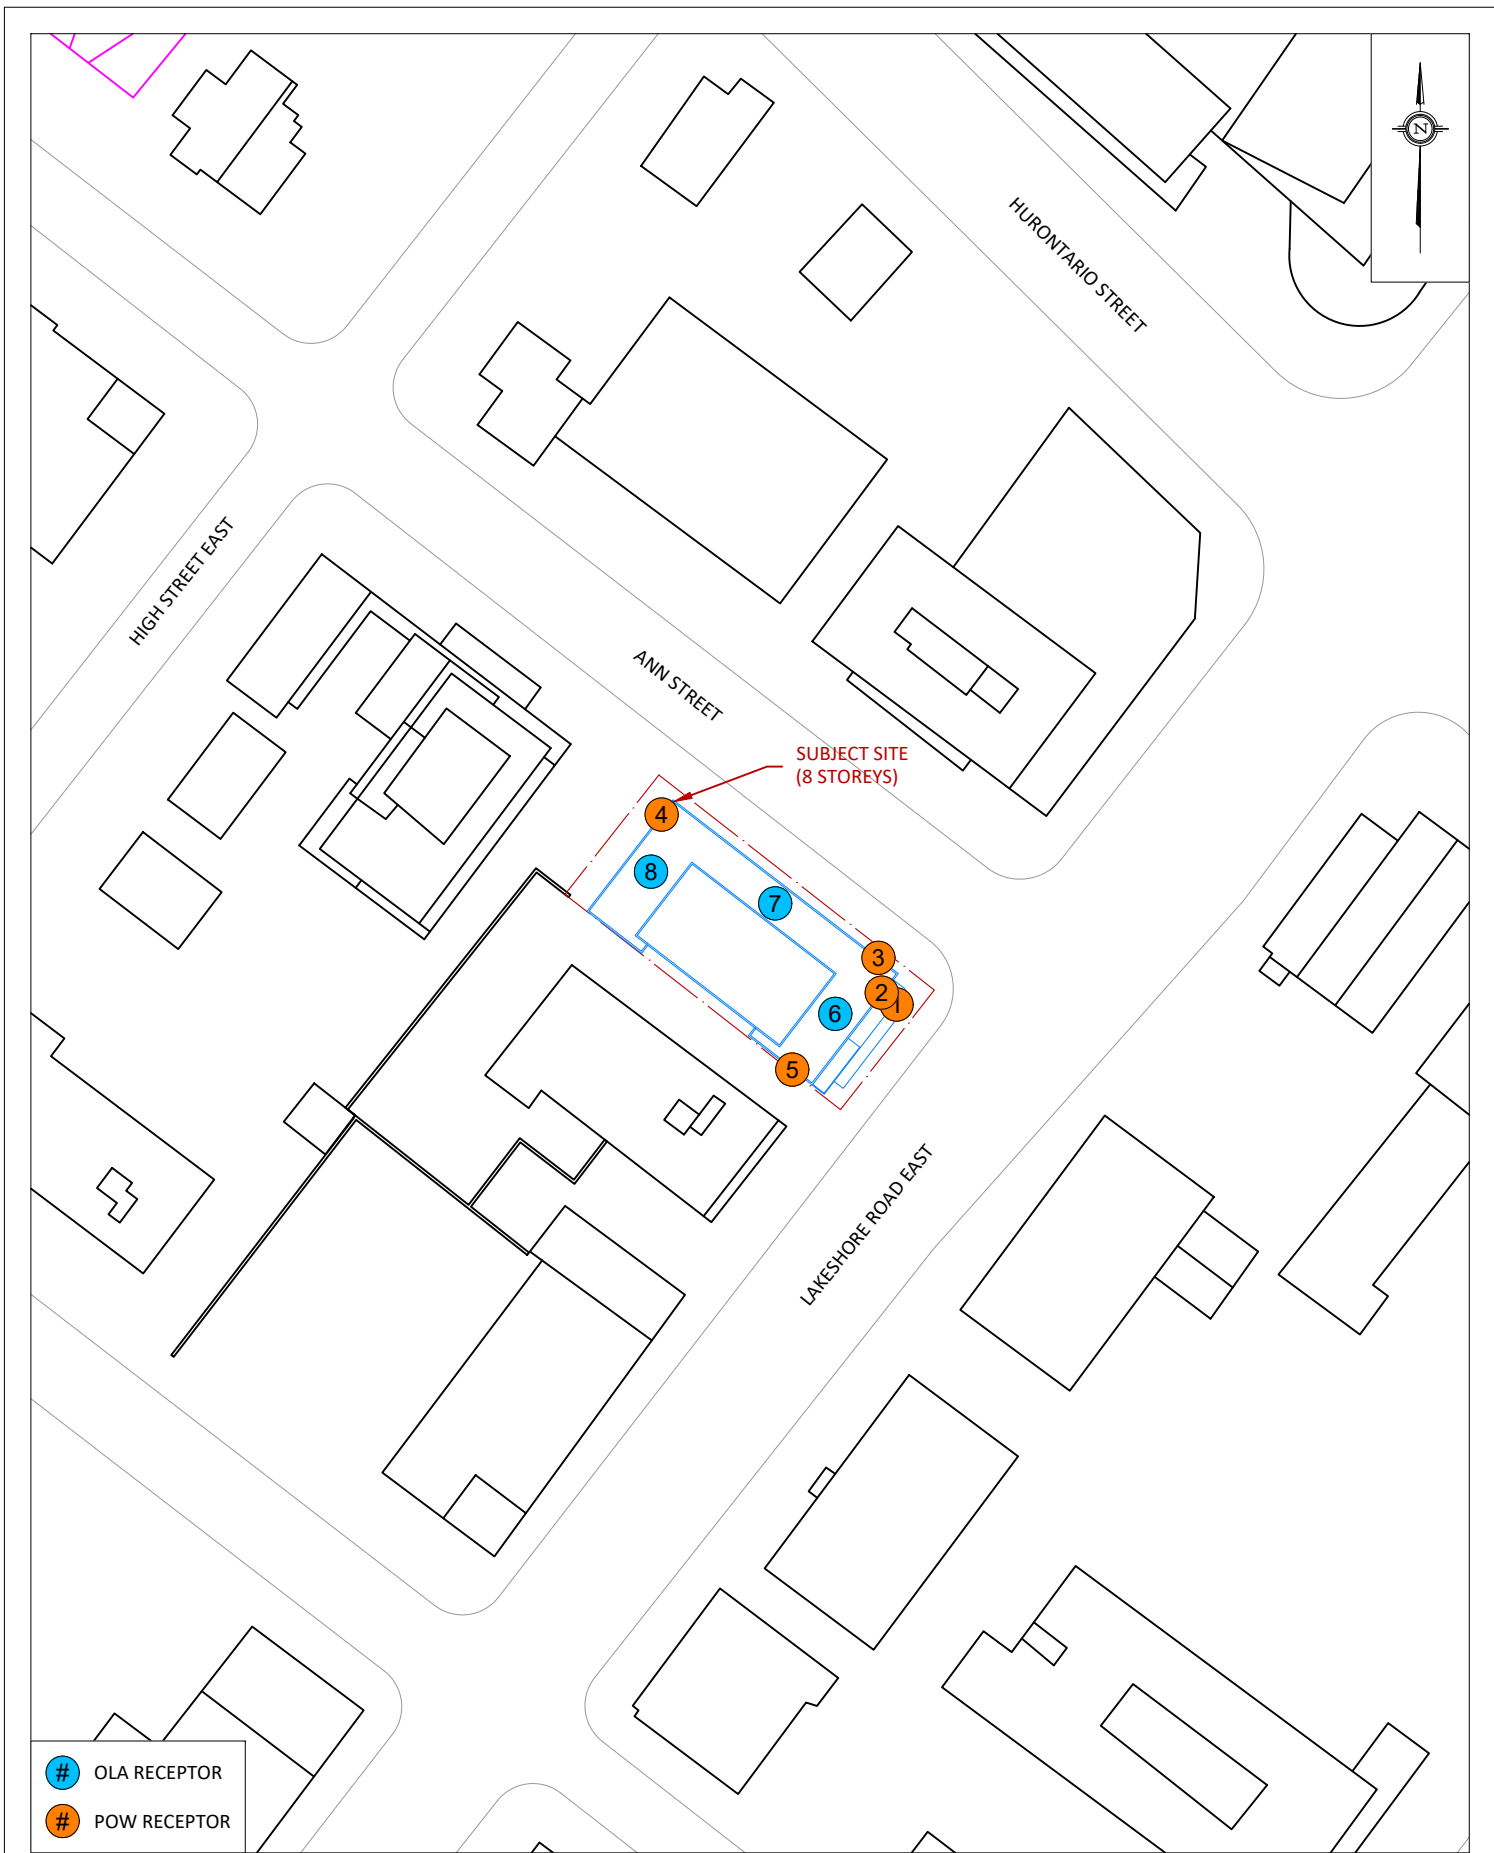 N
HURONTARIO STREET
HIGH STREET EAST
ANN STREET
SUBJECT SITE
(8 STOREYS)
4
8
7
3
2
1
6
5
LAKESHORE ROAD EAST
# OLA RECEPTOR
# POW RECEPTOR